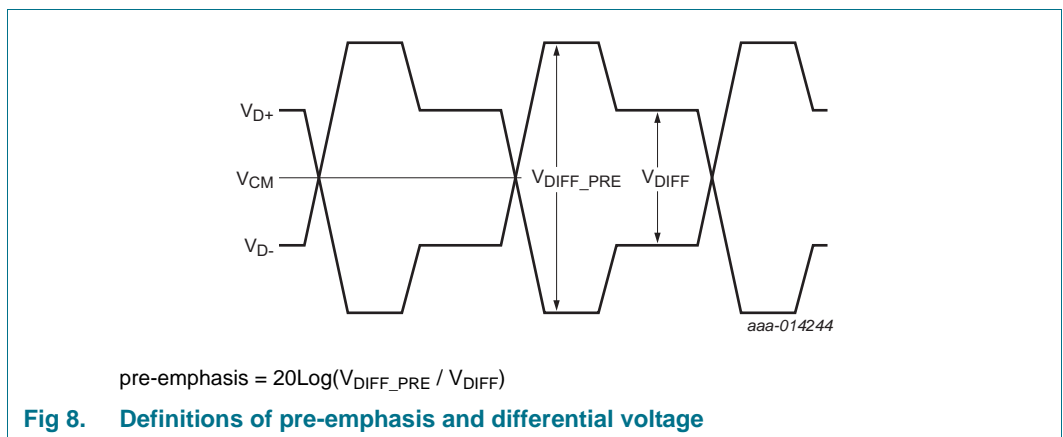 V_D+
V_CM
V_DIFF_PRE V_DIFF
V_D-
aaa-014244
pre-emphasis = 20Log(V_DIFF_PRE / V_DIFF)
Fig 8. Definitions of pre-emphasis and differential voltage